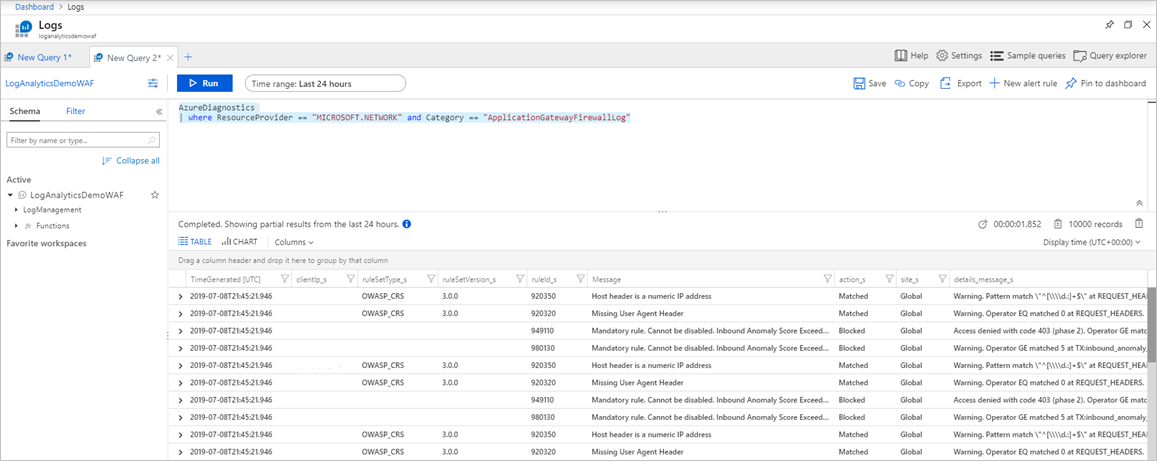 Dashboard > Logs
Logs
loganalyticsdemowaf
New Query 1* New Query 2* × +
Help Settings Sample queries Query explorer
LogAnalyticsDemoWAF Run Time range: Last 24 hours Save Copy Export + New alert rule Pin to dashboard
Schema Filter «
AzureDiagnostics
| where ResourceProvider == "MICROSOFT.NETWORK" and Category == "ApplicationGatewayFirewallLog"
Filter by name or type...
Collapse all
Active
LogAnalyticsDemoWAF
LogManagement
fx Functions
Favorite workspaces
...
Completed. Showing partial results from the last 24 hours. 00:00:01.852 10000 records
TABLE CHART Columns Display time (UTC+00:00)
Drag a column header and drop it here to group by that column
TimeGenerated [UTC] clientIp_s ruleSetType_s ruleSetVersion_s ruleId_s Message action_s site_s details_message_s
2019-07-08T21:45:21.946 OWASP_CRS 3.0.0 920350 Host header is a numeric IP address Matched Global Warning. Pattern match \"^[\\\\d.:]+$\" at REQUEST_HEA
2019-07-08T21:45:21.946 OWASP_CRS 3.0.0 920320 Missing User Agent Header Matched Global Warning. Operator EQ matched 0 at REQUEST_HEADERS.
2019-07-08T21:45:21.946 949110 Mandatory rule. Cannot be disabled. Inbound Anomaly Score Exceed... Blocked Global Access denied with code 403 (phase 2). Operator GE matc
2019-07-08T21:45:21.946 980130 Mandatory rule. Cannot be disabled. Inbound Anomaly Score Exceed... Blocked Global Warning. Operator GE matched 5 at TX:inbound_anomaly_
2019-07-08T21:45:21.946 OWASP_CRS 3.0.0 920350 Host header is a numeric IP address Matched Global Warning. Pattern match \"^[\\\\d.:]+$\" at REQUEST_HEA
2019-07-08T21:45:21.946 OWASP_CRS 3.0.0 920320 Missing User Agent Header Matched Global Warning. Operator EQ matched 0 at REQUEST_HEADERS.
2019-07-08T21:45:21.946 949110 Mandatory rule. Cannot be disabled. Inbound Anomaly Score Exceed... Blocked Global Access denied with code 403 (phase 2). Operator GE matc
2019-07-08T21:45:21.946 980130 Mandatory rule. Cannot be disabled. Inbound Anomaly Score Exceed... Blocked Global Warning. Operator GE matched 5 at TX:inbound_anomaly_
2019-07-08T21:45:21.946 OWASP_CRS 3.0.0 920350 Host header is a numeric IP address Matched Global Warning. Pattern match \"^[\\\\d.:]+$\" at REQUEST_HEA
2019-07-08T21:45:21.946 OWASP_CRS 3.0.0 920320 Missing User Agent Header Matched Global Warning. Operator EQ matched 0 at REQUEST_HEADERS.